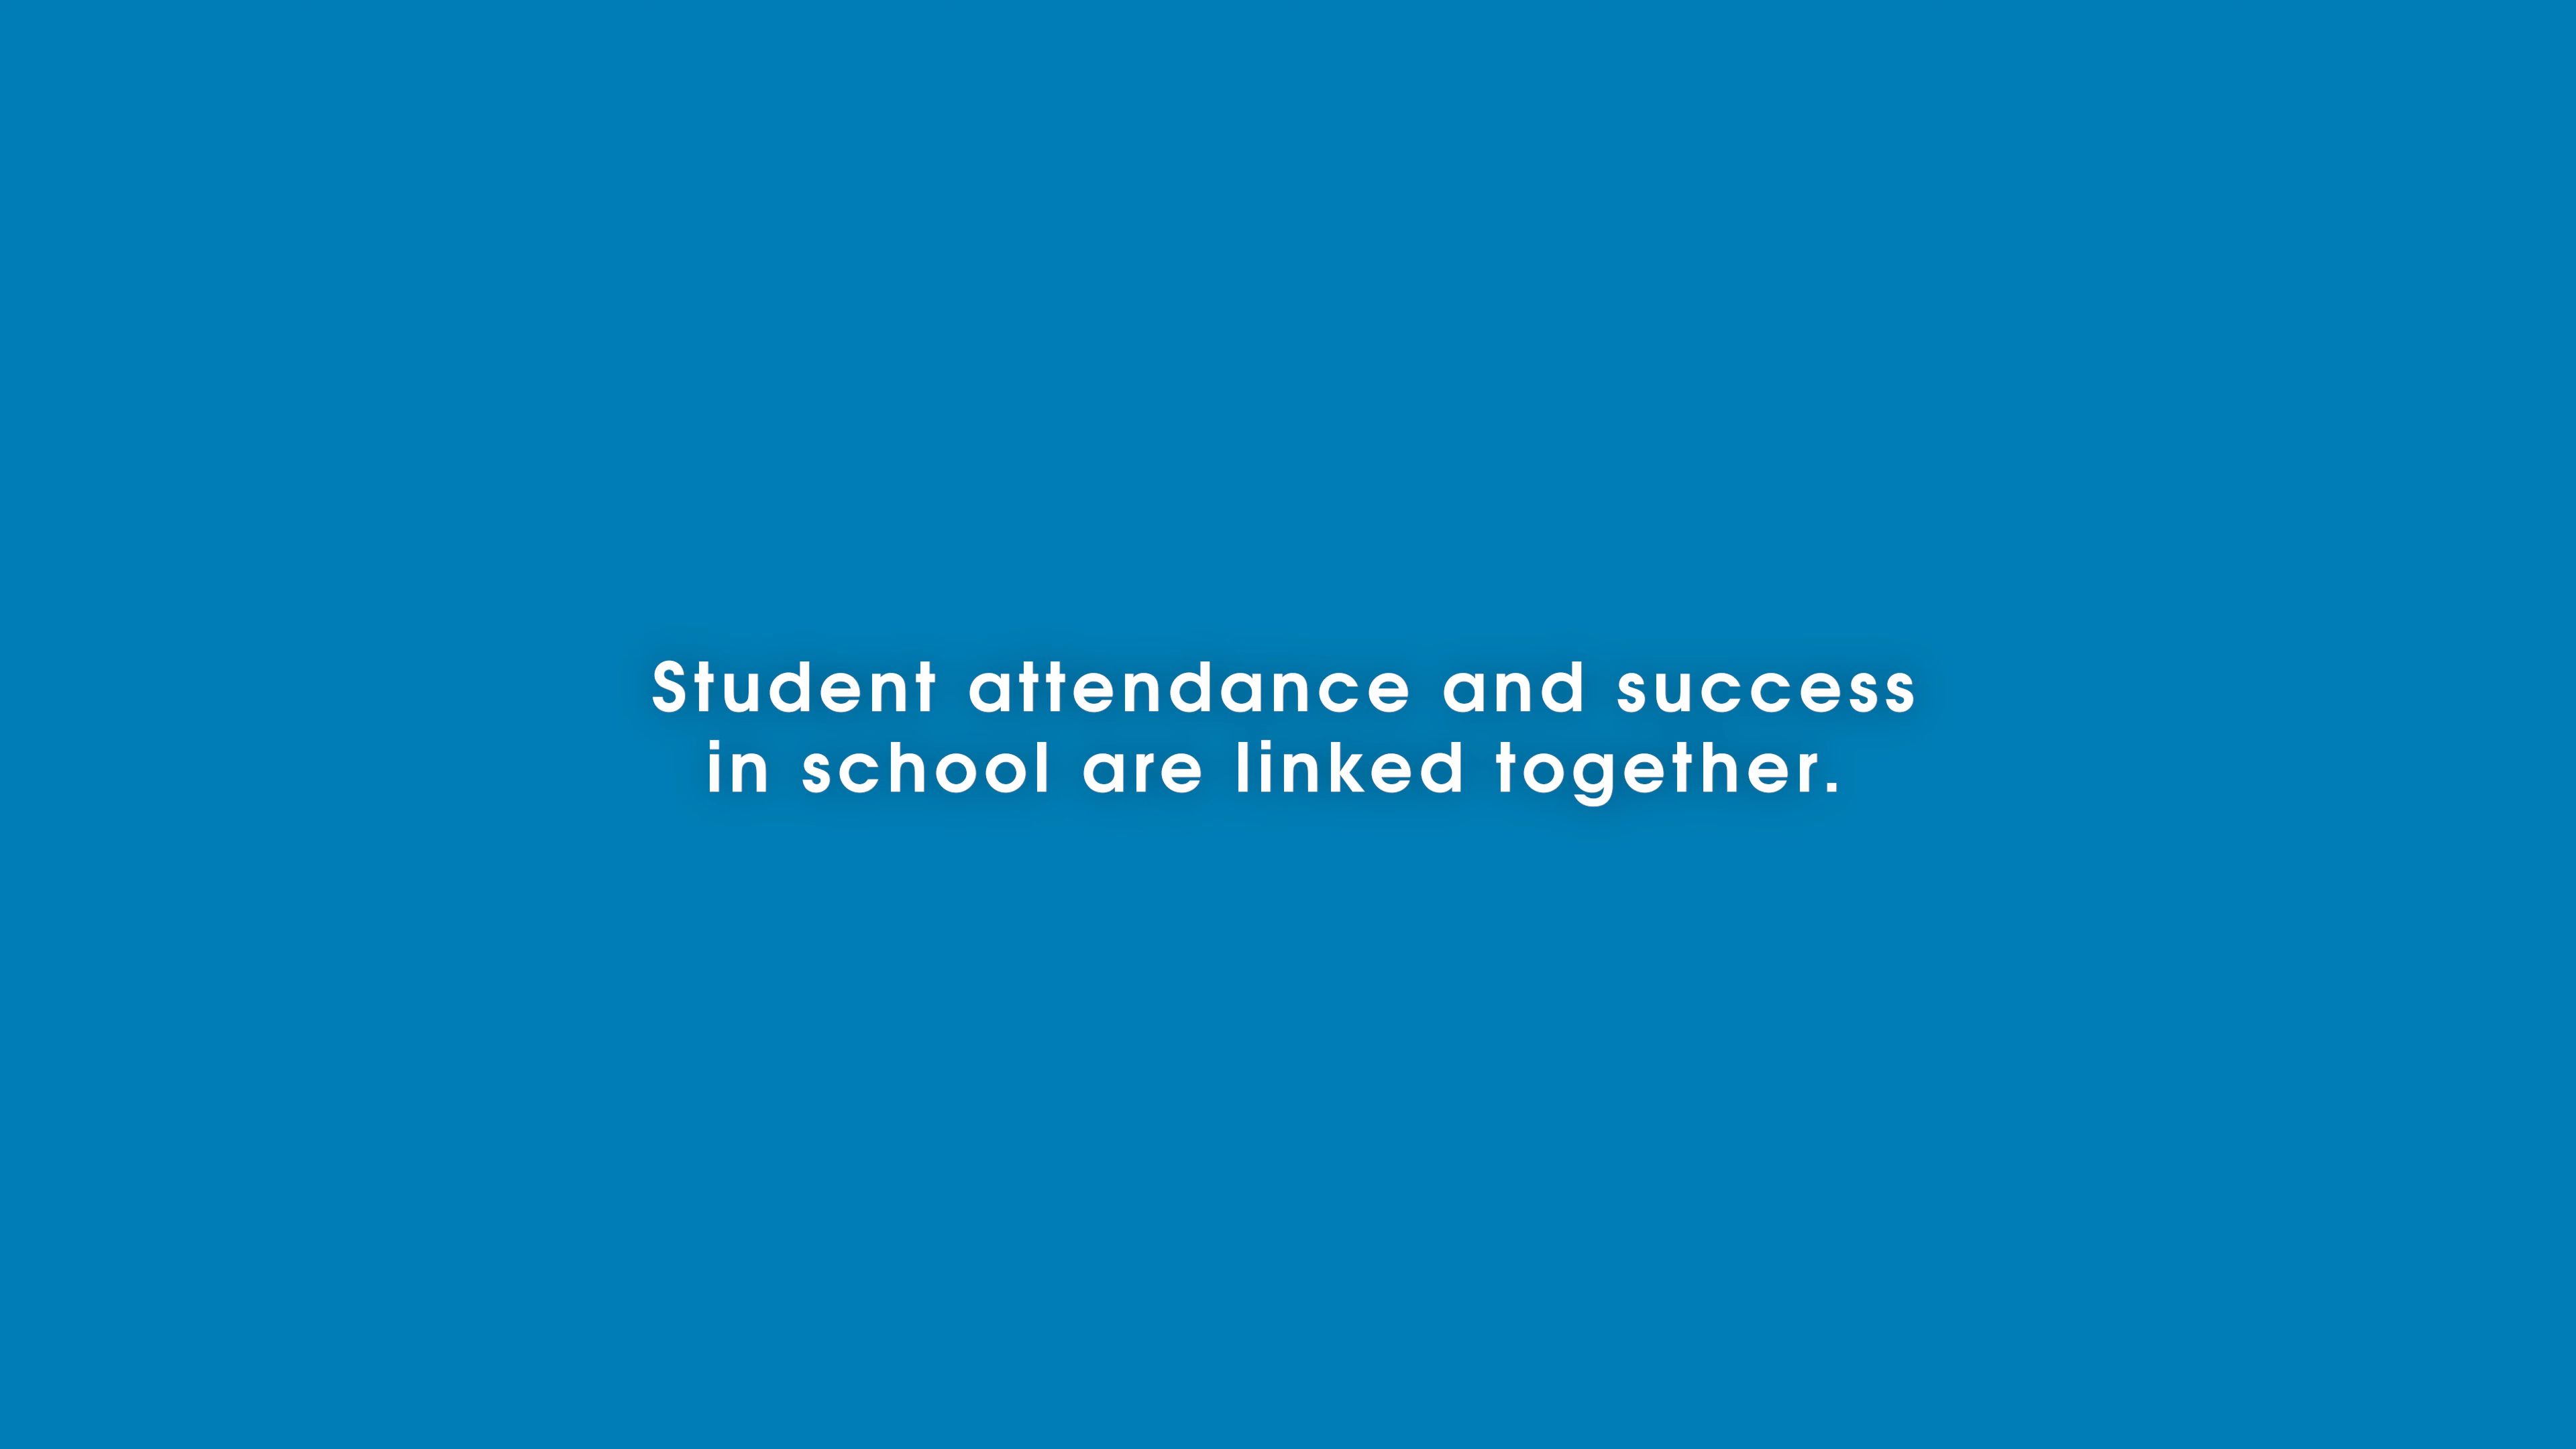 Student attendance and success
in school are linked together.